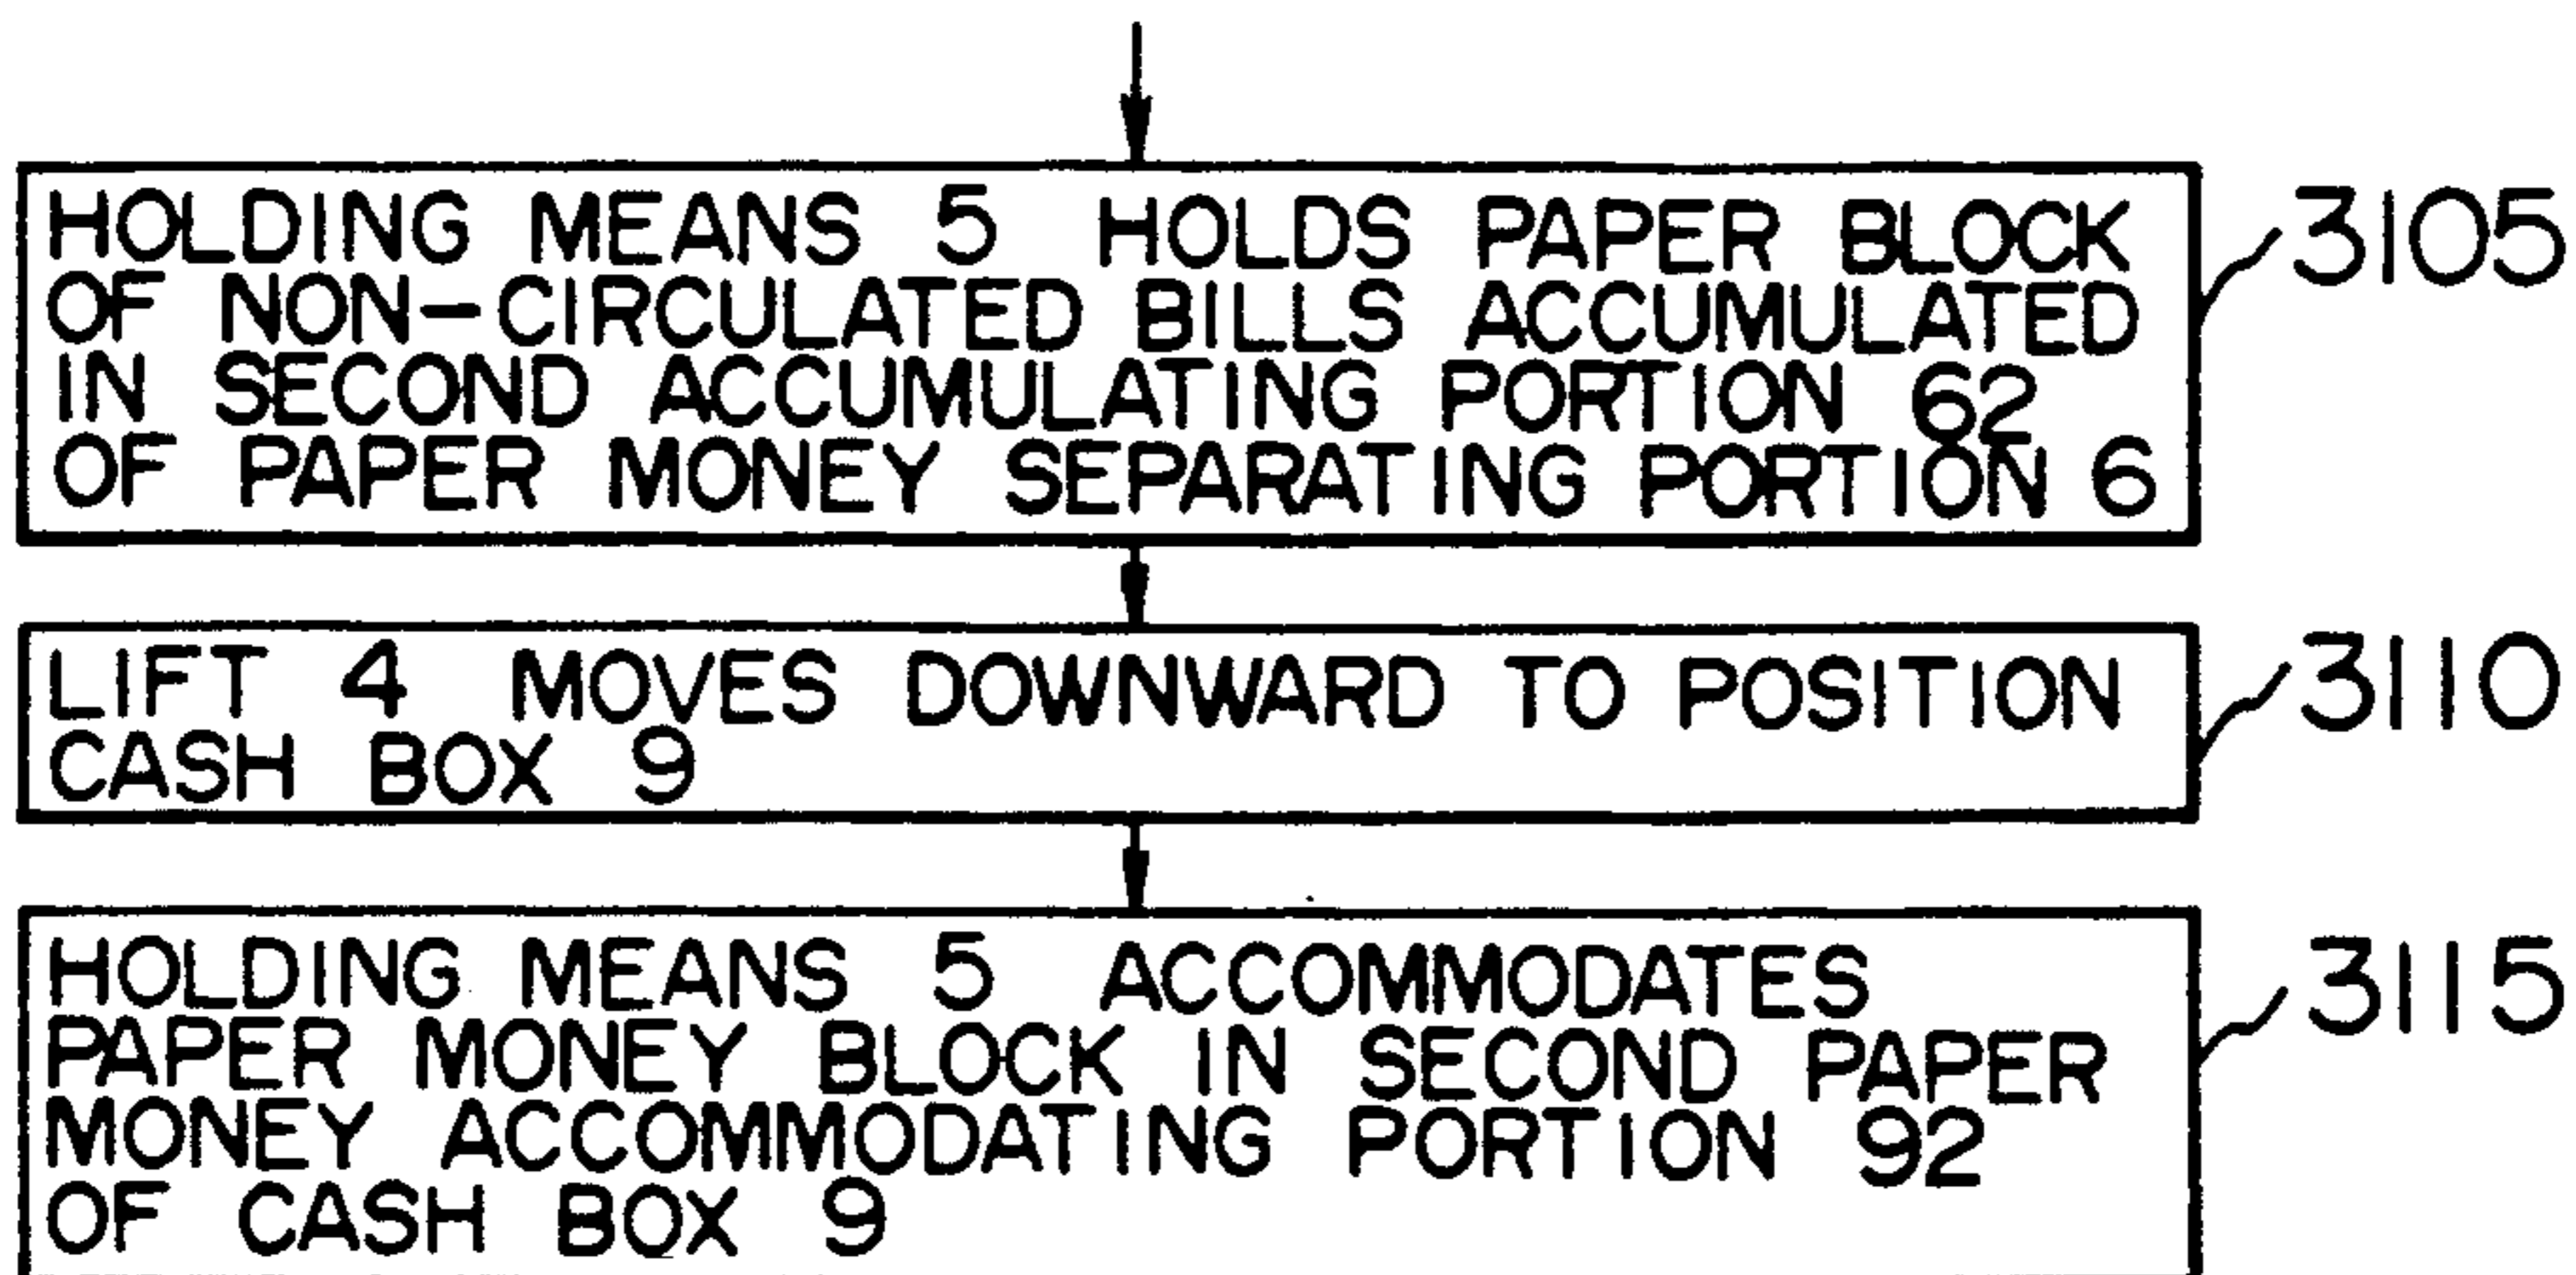 HOLDING MEANS 5 HOLDS PAPER BLOCK
OF NON-CIRCULATED BILLS ACCUMULATED
IN SECOND ACCUMULATING PORTION 62
OF PAPER MONEY SEPARATING PORTION 6
3105
LIFT 4 MOVES DOWNWARD TO POSITION
CASH BOX 9
3110
HOLDING MEANS 5 ACCOMMODATES
PAPER MONEY BLOCK IN SECOND PAPER
MONEY ACCOMMODATING PORTION 92
OF CASH BOX 9
3115